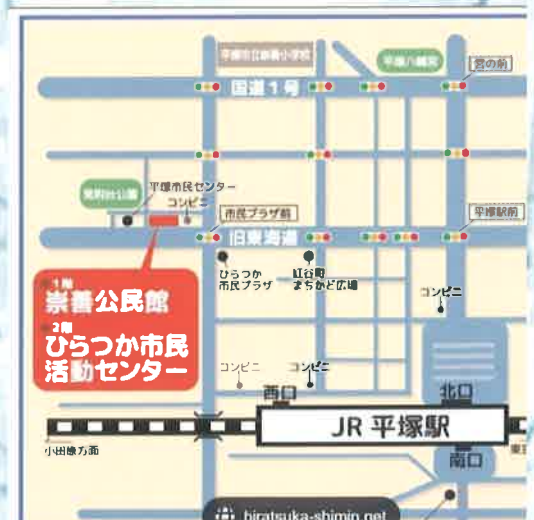 平塚市立崇善小学校
平塚八幡宮
宮の前
国道1号
見附台公園
平塚市民センター
コンビニ
市民プラザ前
平塚駅前
旧東海道
ひらつか
市民プラザ
紅谷町
まちかど広場
コンビニ
1階
崇善公民館
2階
ひらつか市民
活動センター
コンビニ
コンビニ
西口
北口
JR 平塚駅
小田原方面
南口
hiratsuka-shimin.net